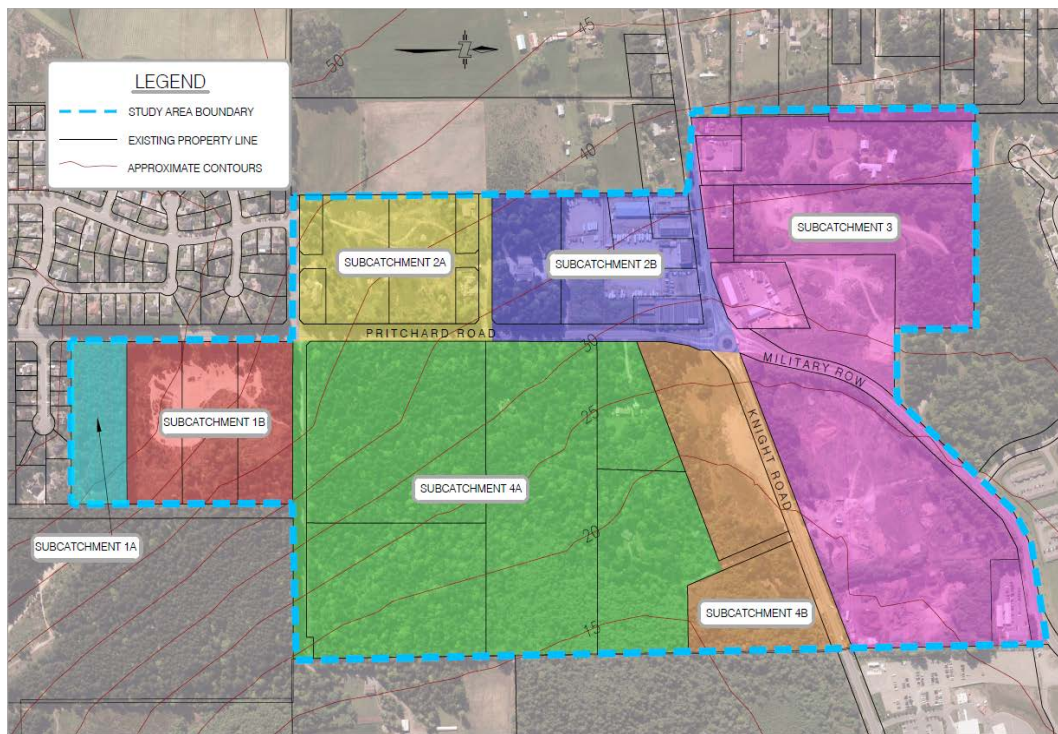 45
50
Z
LEGEND
STUDY AREA BOUNDARY
EXISTING PROPERTY LINE
APPROXIMATE CONTOURS
40
SUBCATCHMENT 3
SUBCATCHMENT 2A
SUBCATCHMENT 2B
35
PRITCHARD ROAD
30
MILITARY ROW
25
SUBCATCHMENT 1B
KNIGHT ROAD
SUBCATCHMENT 4A
20
SUBCATCHMENT 1A
SUBCATCHMENT 4B
15